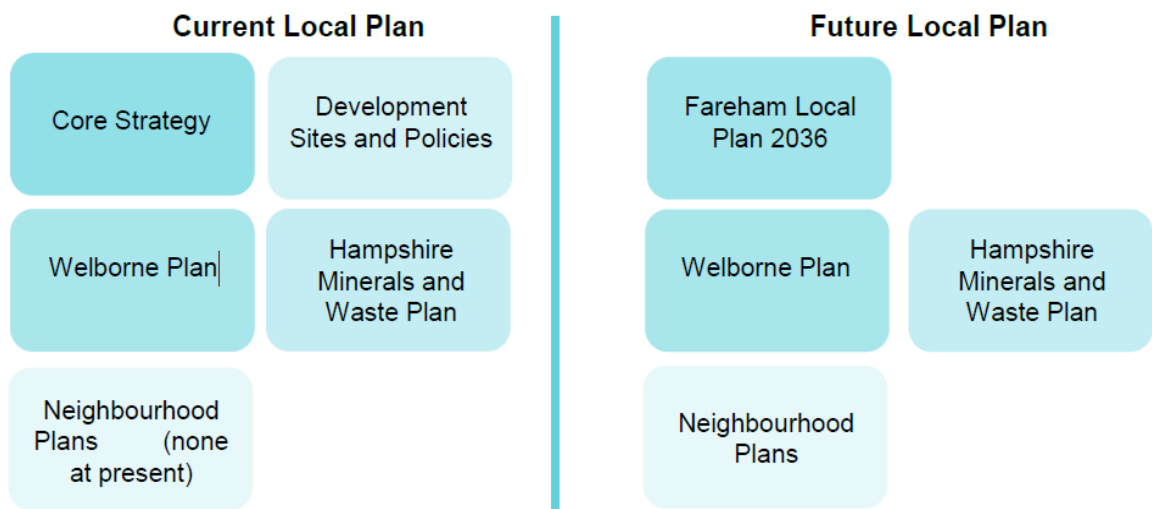 Current Local Plan
Core Strategy
Development
Sites and Policies
Welborne Plan
Hampshire
Minerals and
Waste Plan
Neighbourhood
Plans (none
at present)
Future Local Plan
Fareham Local
Plan 2036
Welborne Plan
Hampshire
Minerals and
Waste Plan
Neighbourhood
Plans